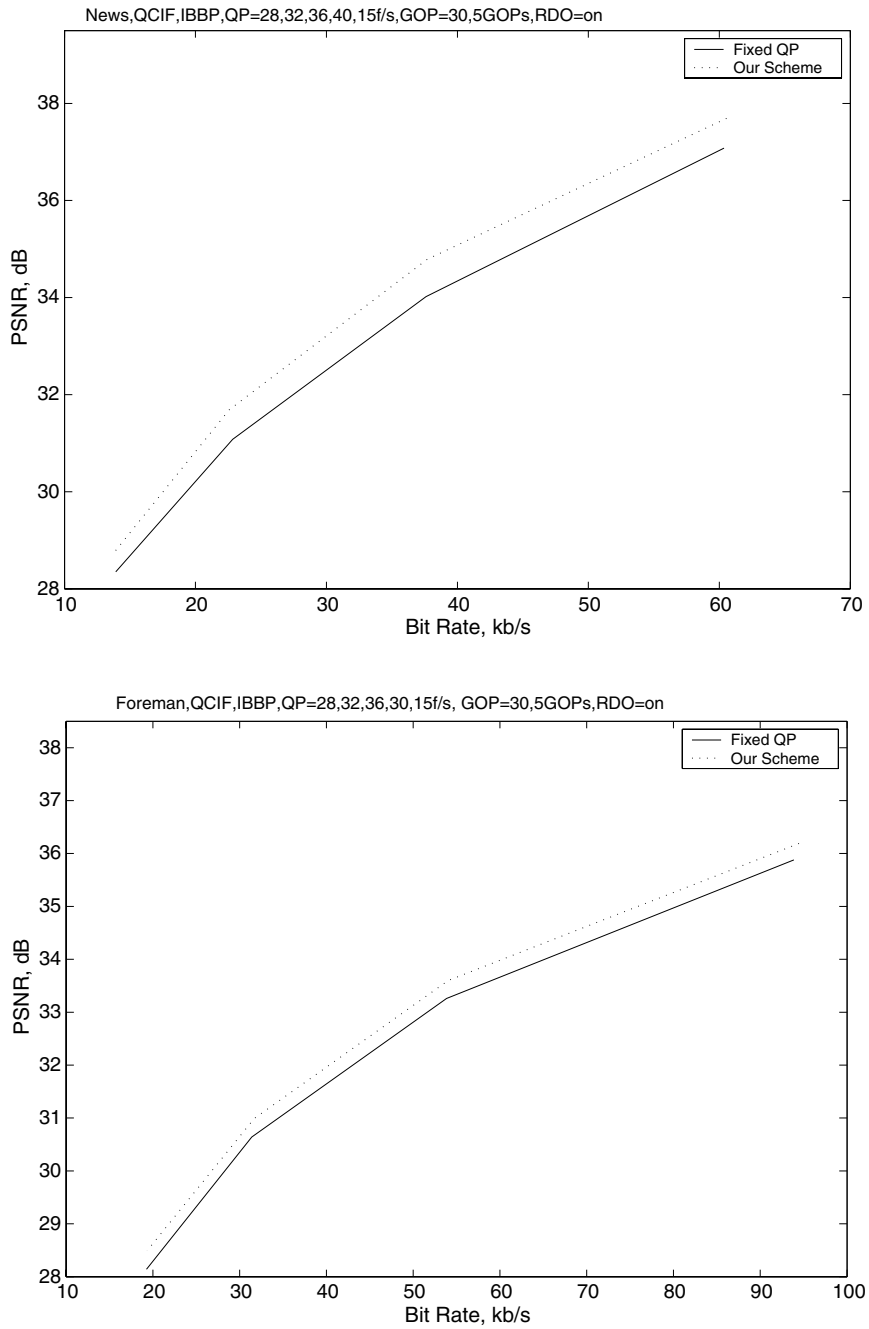 News,QCIF,IBBP,QP=28,32,36,40,15f/s,GOP=30,5GOPs,RDO=on
Fixed QP
Our Scheme
38
36
34
32
30
28
PSNR, dB
10 20 30 40 50 60 70
Bit Rate, kb/s
Foreman,QCIF,IBBP,QP=28,32,36,30,15f/s, GOP=30,5GOPs,RDO=on
Fixed QP
Our Scheme
38
37
36
35
34
33
32
31
30
29
28
PSNR, dB
10 20 30 40 50 60 70 80 90 100
Bit Rate, kb/s